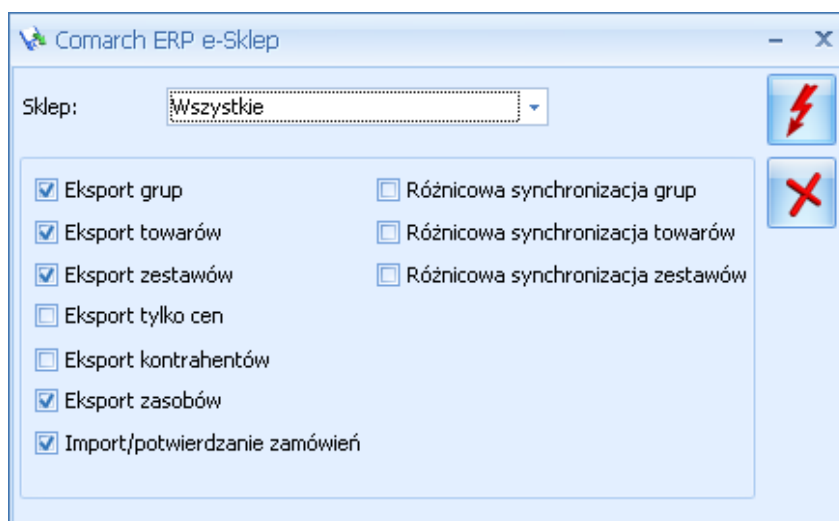 Comarch ERP e-Sklep
Sklep: Wszystkie
Eksport grup Różnicowa synchronizacja grup
Eksport towarów Różnicowa synchronizacja towarów
Eksport zestawów Różnicowa synchronizacja zestawów
Eksport tylko cen
Eksport kontrahentów
Eksport zasobów
Import/potwierdzanie zamówień